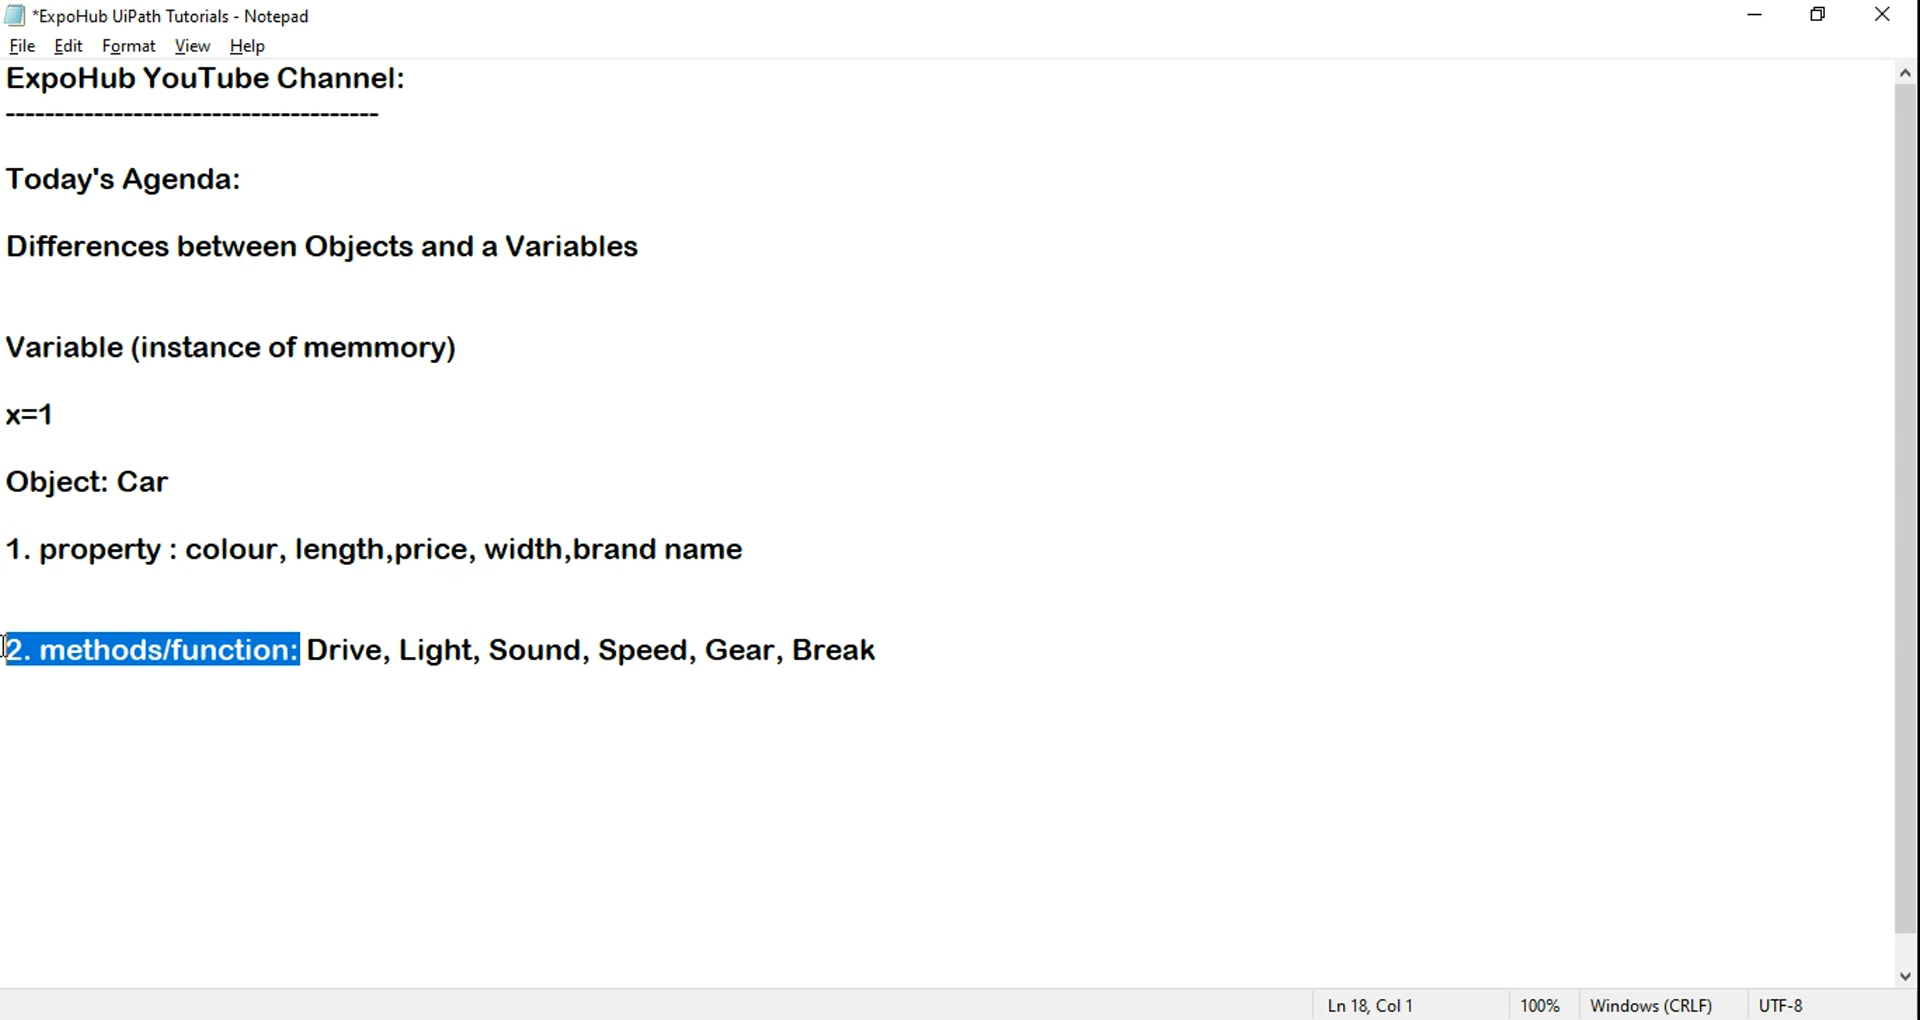 *ExpoHub UiPath Tutorials - Notepad
File Edit Format View Help
ExpoHub YouTube Channel:
--------------------------------------
Today's Agenda:
Differences between Objects and a Variables
Variable (instance of memmory)
x=1
Object: Car
1. property : colour, length,price, width,brand name
2. methods/function: Drive, Light, Sound, Speed, Gear, Break
Ln 18, Col 1 100% Windows (CRLF) UTF-8